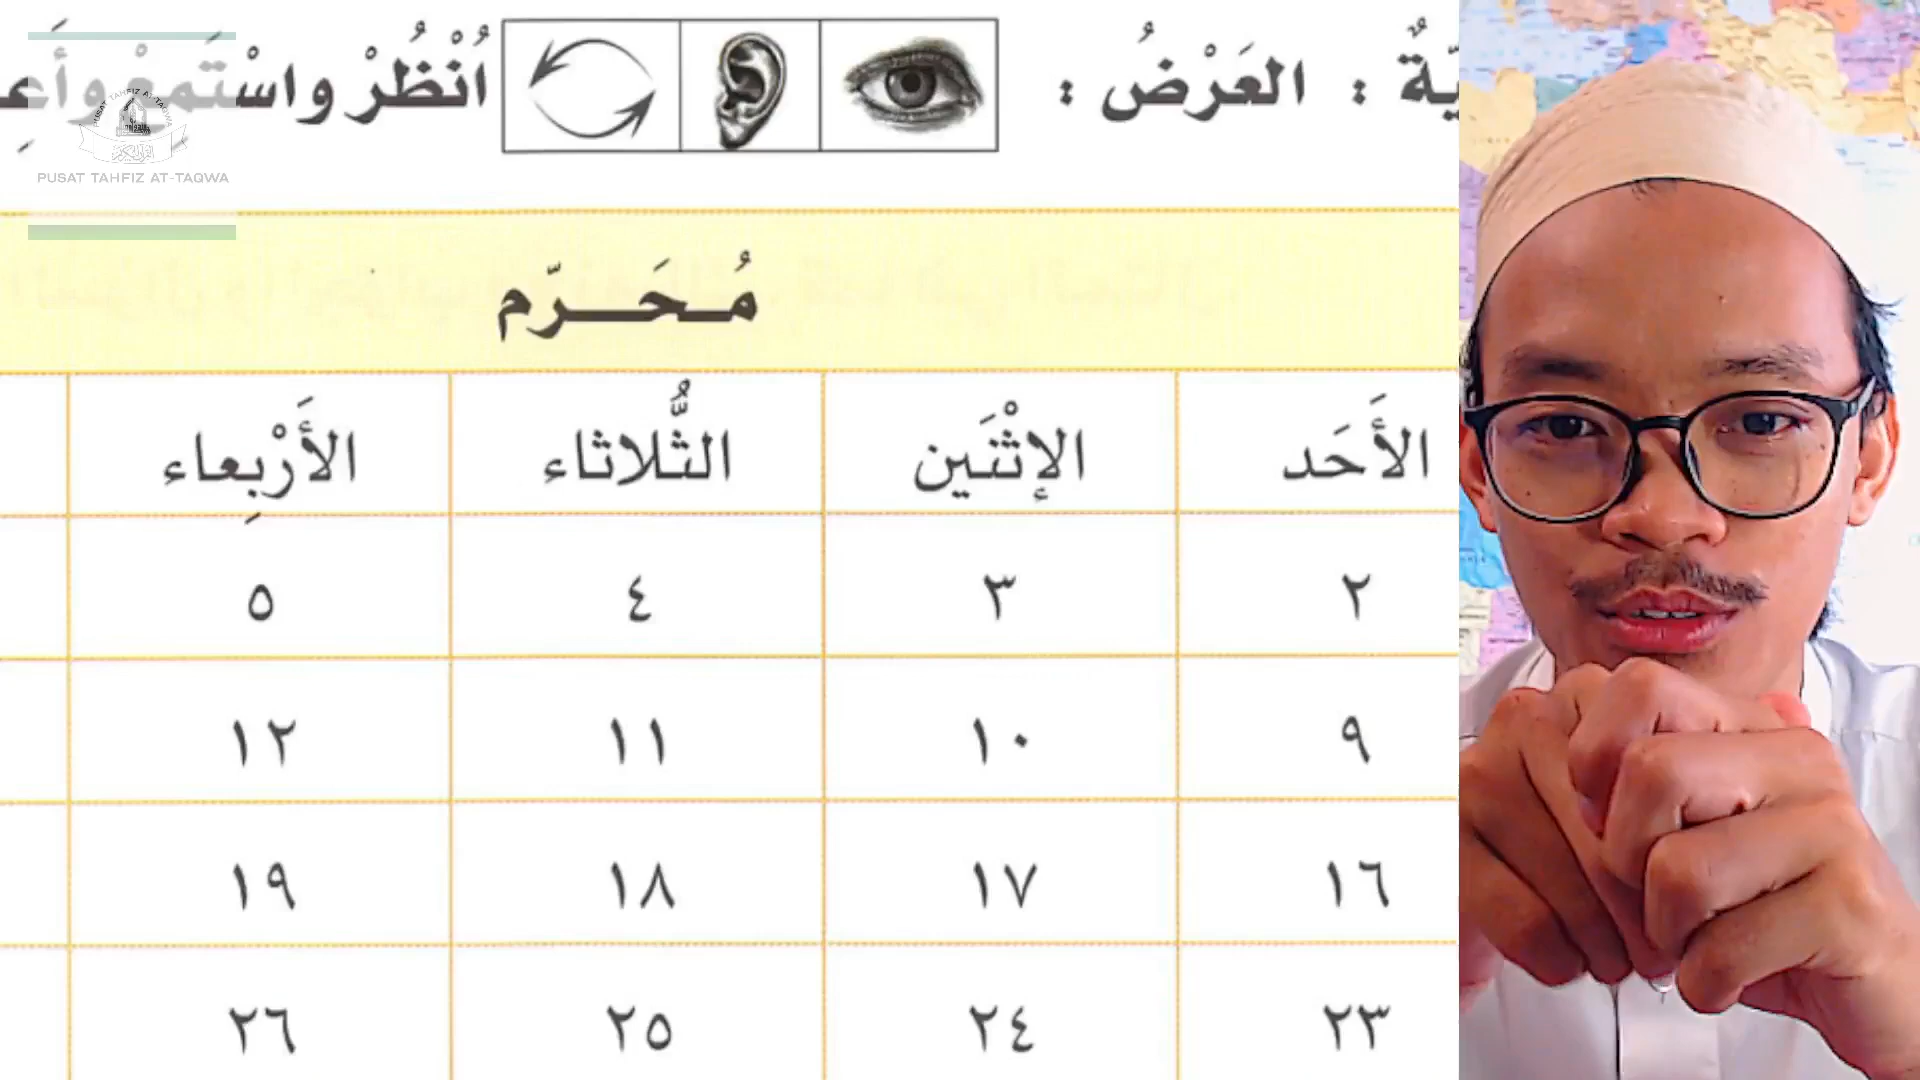 العَرْضُ : اُنْظُرْ واسْتَمِعْ وأَعِ
PUSAT TAHFIZ AT-TAQWA
مُحَرّم
الأَحَد الإثْنَين الثُّلاثاء الأَرْبِعاء
٢ ٣ ٤ ٥
٩ ١٠ ١١ ١٢
١٦ ١٧ ١٨ ١٩
٢٣ ٢٤ ٢٥ ٢٦